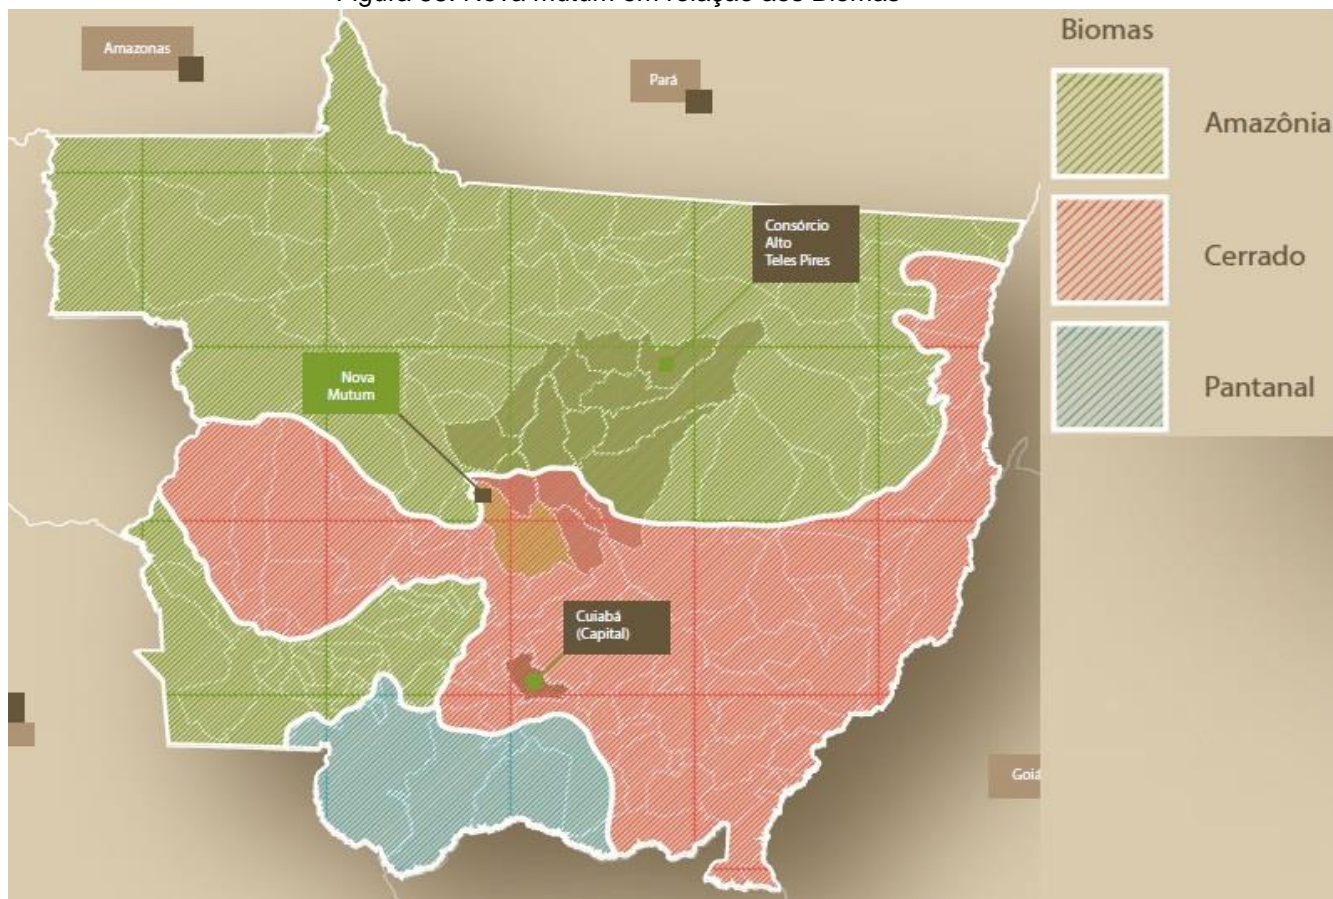 Biomas
Amazonas
Pará
Amazônia
Consórcio
Alto
Teles Pires
Cerrado
Nova
Mutum
Pantanal
Cuiabá
(Capital)